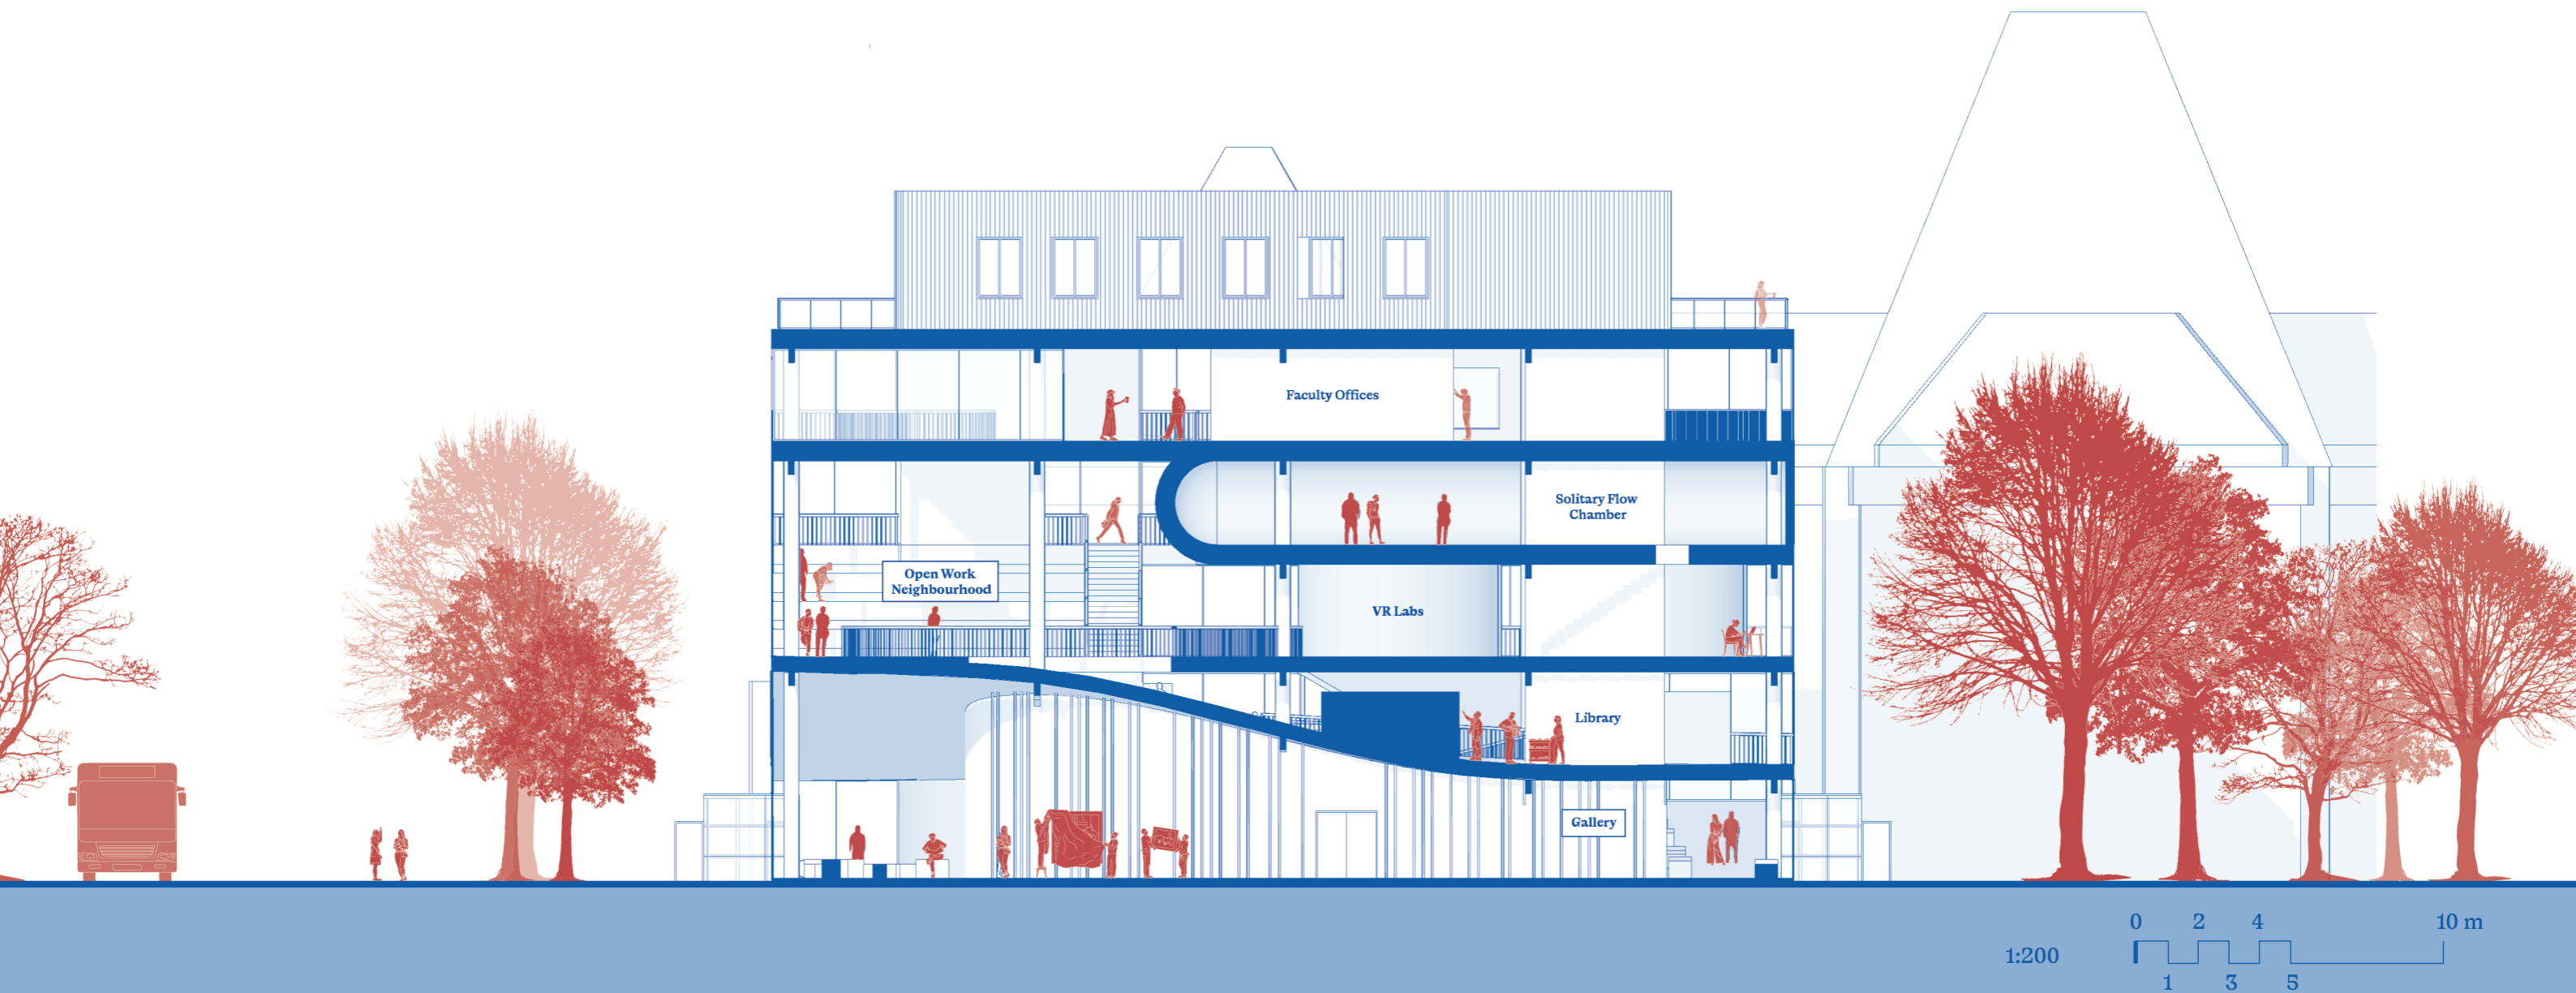 Faculty Offices
Solitary Flow
Chamber
Open Work
Neighbourhood
VR Labs
Library
Gallery
0 2 4 10 m
1:200
1 3 5